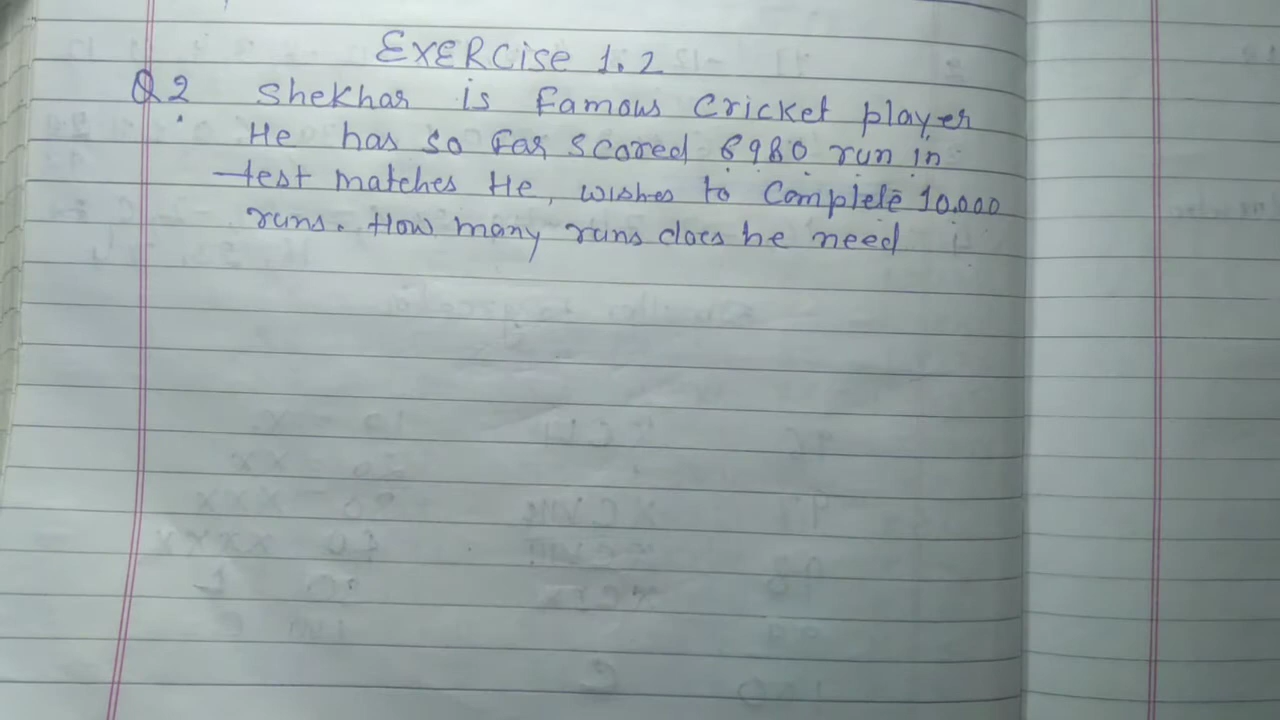 Exercise 1.2
Q2. Shekhar is Famous Cricket player
He has so far scored 6980 run in
test matches He, wishes to Complete 10,000
runs. How many runs does he need